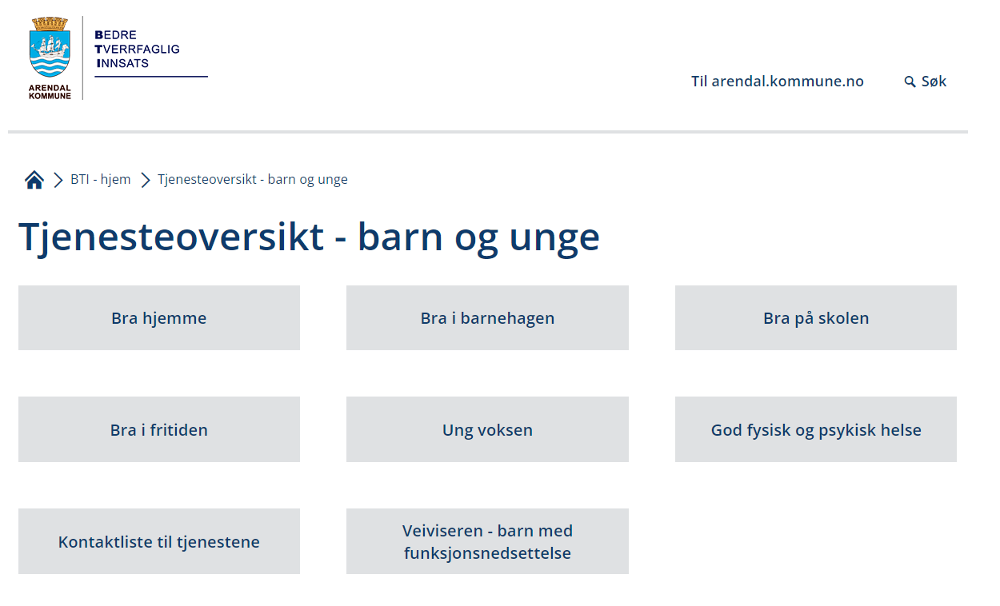 BEDRE
TVERRFAGLIG
INNSATS
ARENDAL
KOMMUNE
Til arendal.kommune.no
Søk
BTI - hjem
Tjenesteoversikt - barn og unge
Tjenesteoversikt - barn og unge
Bra hjemme
Bra i barnehagen
Bra på skolen
Bra i fritiden
Ung voksen
God fysisk og psykisk helse
Kontaktliste til tjenestene
Veiviseren - barn med
funksjonsnedsettelse